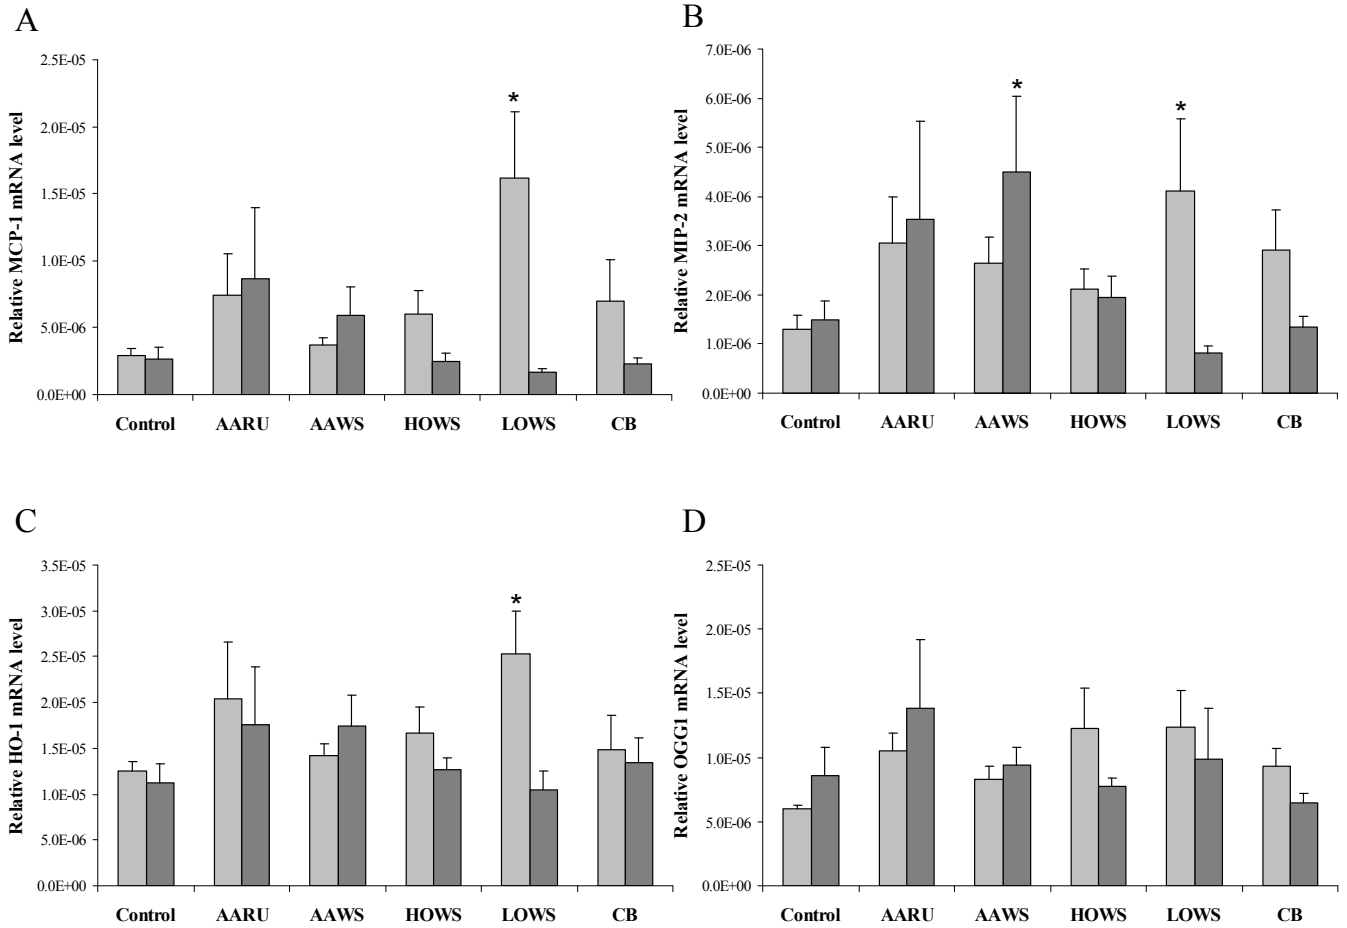 A
Relative MCP-1 mRNA level
2.5E-05
2.0E-05
1.5E-05
1.0E-05
5.0E-06
0.0E+00
*
Control AARU AAWS HOWS LOWS CB
B
Relative MIP-2 mRNA level
7.0E-06
6.0E-06
5.0E-06
4.0E-06
3.0E-06
2.0E-06
1.0E-06
0.0E+00
* *
Control AARU AAWS HOWS LOWS CB
C
Relative HO-1 mRNA level
3.5E-05
3.0E-05
2.5E-05
2.0E-05
1.5E-05
1.0E-05
5.0E-06
0.0E+00
*
Control AARU AAWS HOWS LOWS CB
D
Relative OGG1 mRNA level
2.5E-05
2.0E-05
1.5E-05
1.0E-05
5.0E-06
0.0E+00
Control AARU AAWS HOWS LOWS CB